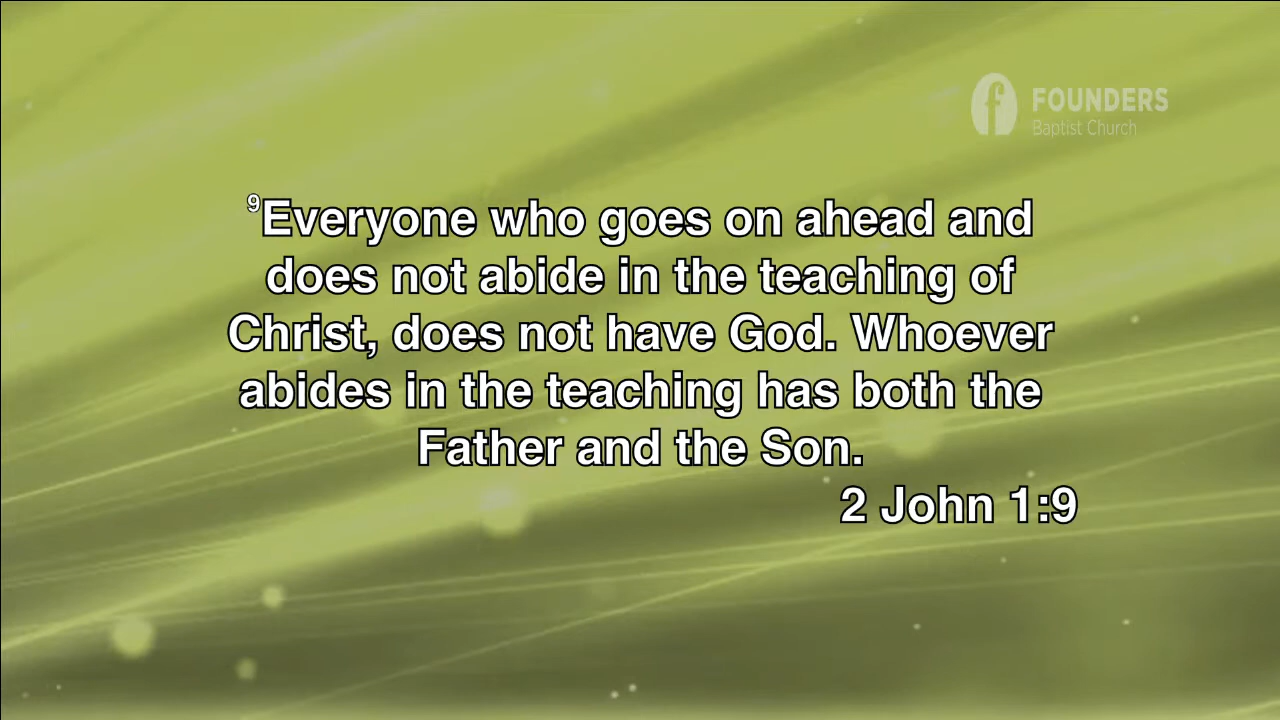 FOUNDERS
Baptist Church
9Everyone who goes on ahead and
does not abide in the teaching of
Christ, does not have God. Whoever
abides in the teaching has both the
Father and the Son.
2 John 1:9